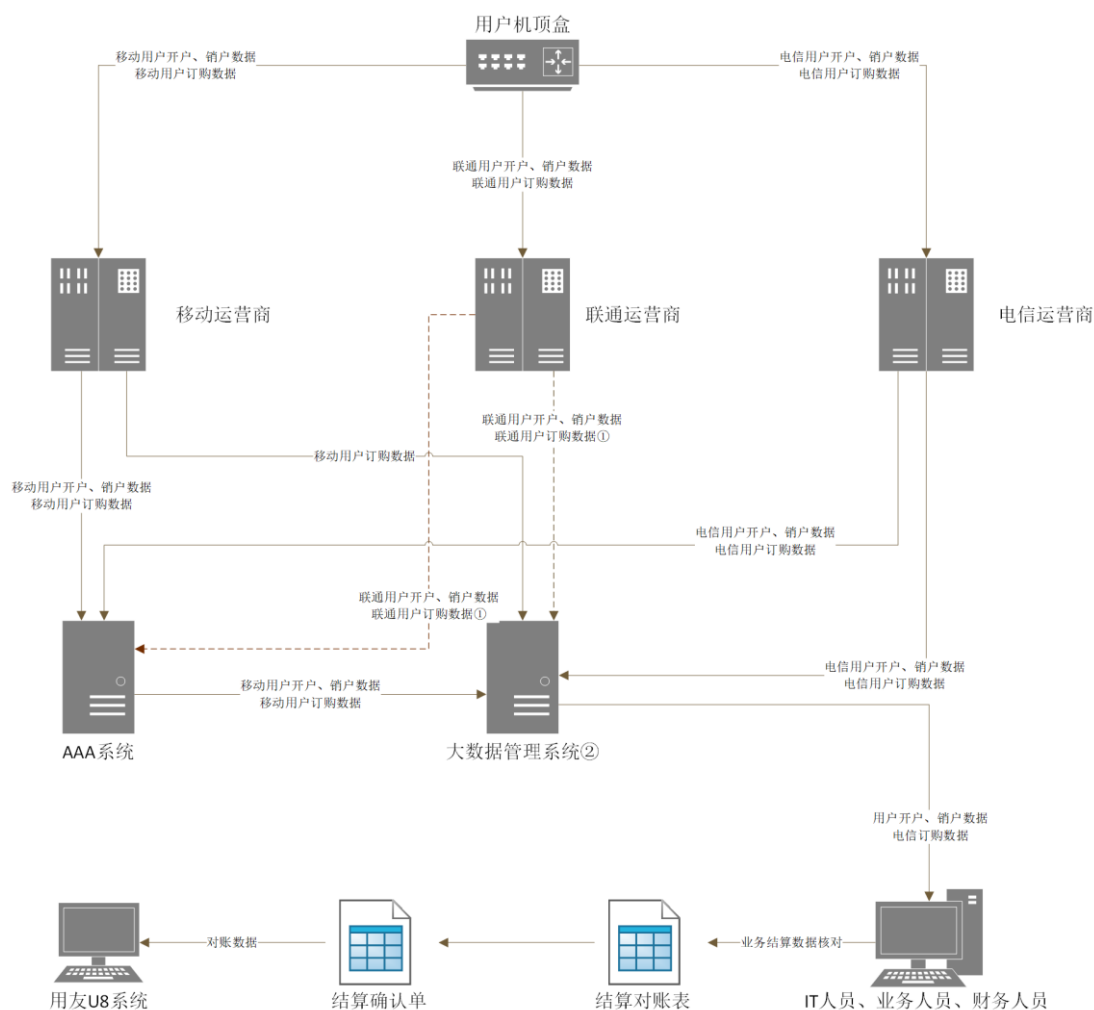 用户机顶盒
移动用户开户、销户数据
移动用户订购数据
电信用户开户、销户数据
电信用户订购数据
联通用户开户、销户数据
联通用户订购数据
移动运营商
联通运营商
电信运营商
联通用户开户、销户数据
联通用户订购数据①
移动用户订购数据
移动用户开户、销户数据
移动用户订购数据
电信用户开户、销户数据
电信用户订购数据
联通用户开户、销户数据
联通用户订购数据①
电信用户开户、销户数据
电信用户订购数据
移动用户开户、销户数据
移动用户订购数据
AAA系统
大数据管理系统②
用户开户、销户数据
电信订购数据
对账数据
业务结算数据核对
用友U8系统
结算确认单
结算对账表
IT人员、业务人员、财务人员